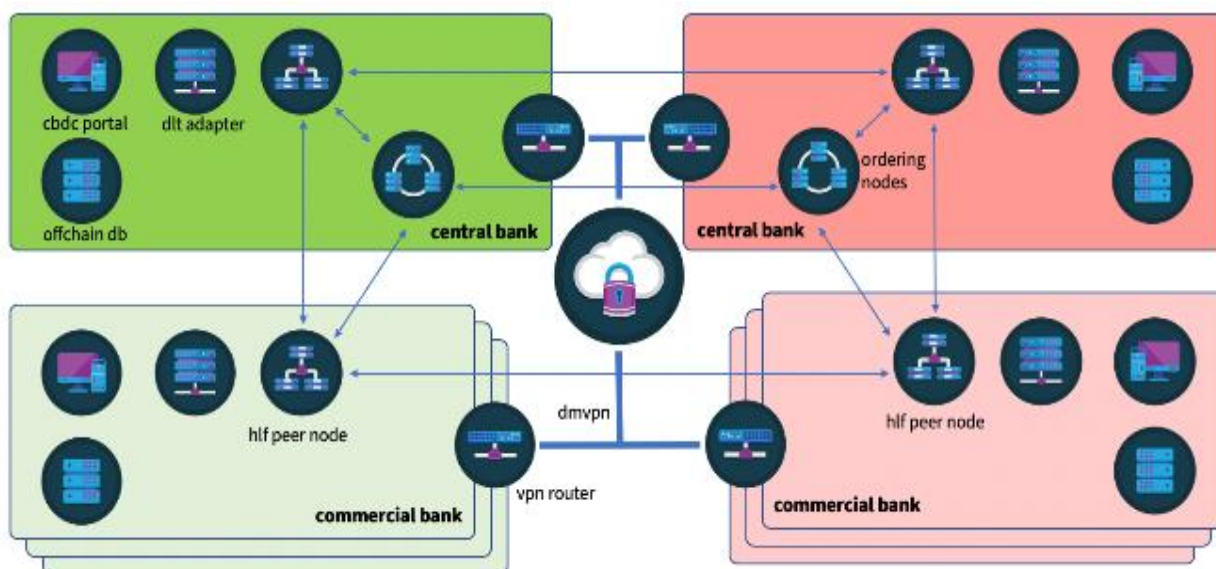 cbdc portal
dlt adapter
offchain db
central bank
ordering
nodes
central bank
hlf peer node
dmvpn
hlf peer node
vpn router
commercial bank
commercial bank